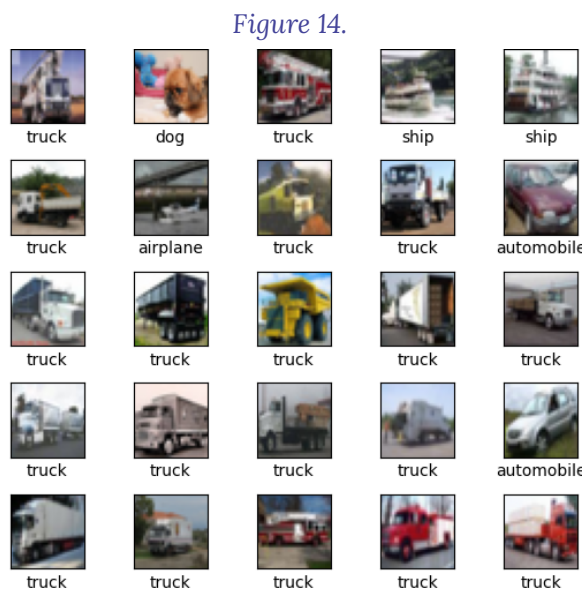 Figure 14.
truck dog truck ship ship
truck airplane truck truck automobile
truck truck truck truck truck
truck truck truck truck automobile
truck truck truck truck truck